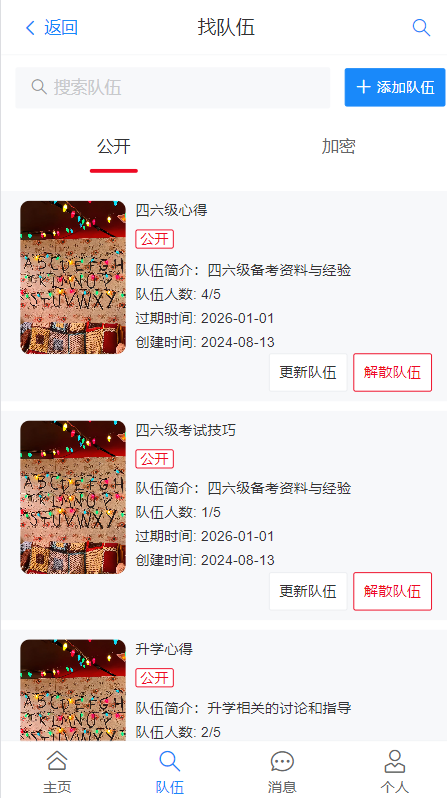 返回
找队伍
搜索队伍
添加队伍
公开 加密
四六级心得
公开
队伍简介：四六级备考资料与经验
队伍人数: 4/5
过期时间: 2026-01-01
创建时间: 2024-08-13
更新队伍 解散队伍
四六级考试技巧
公开
队伍简介：四六级备考资料与经验
队伍人数: 1/5
过期时间: 2026-01-01
创建时间: 2024-08-13
更新队伍 解散队伍
升学心得
公开
队伍简介：升学相关的讨论和指导
队伍人数: 2/5
主页 队伍 消息 个人